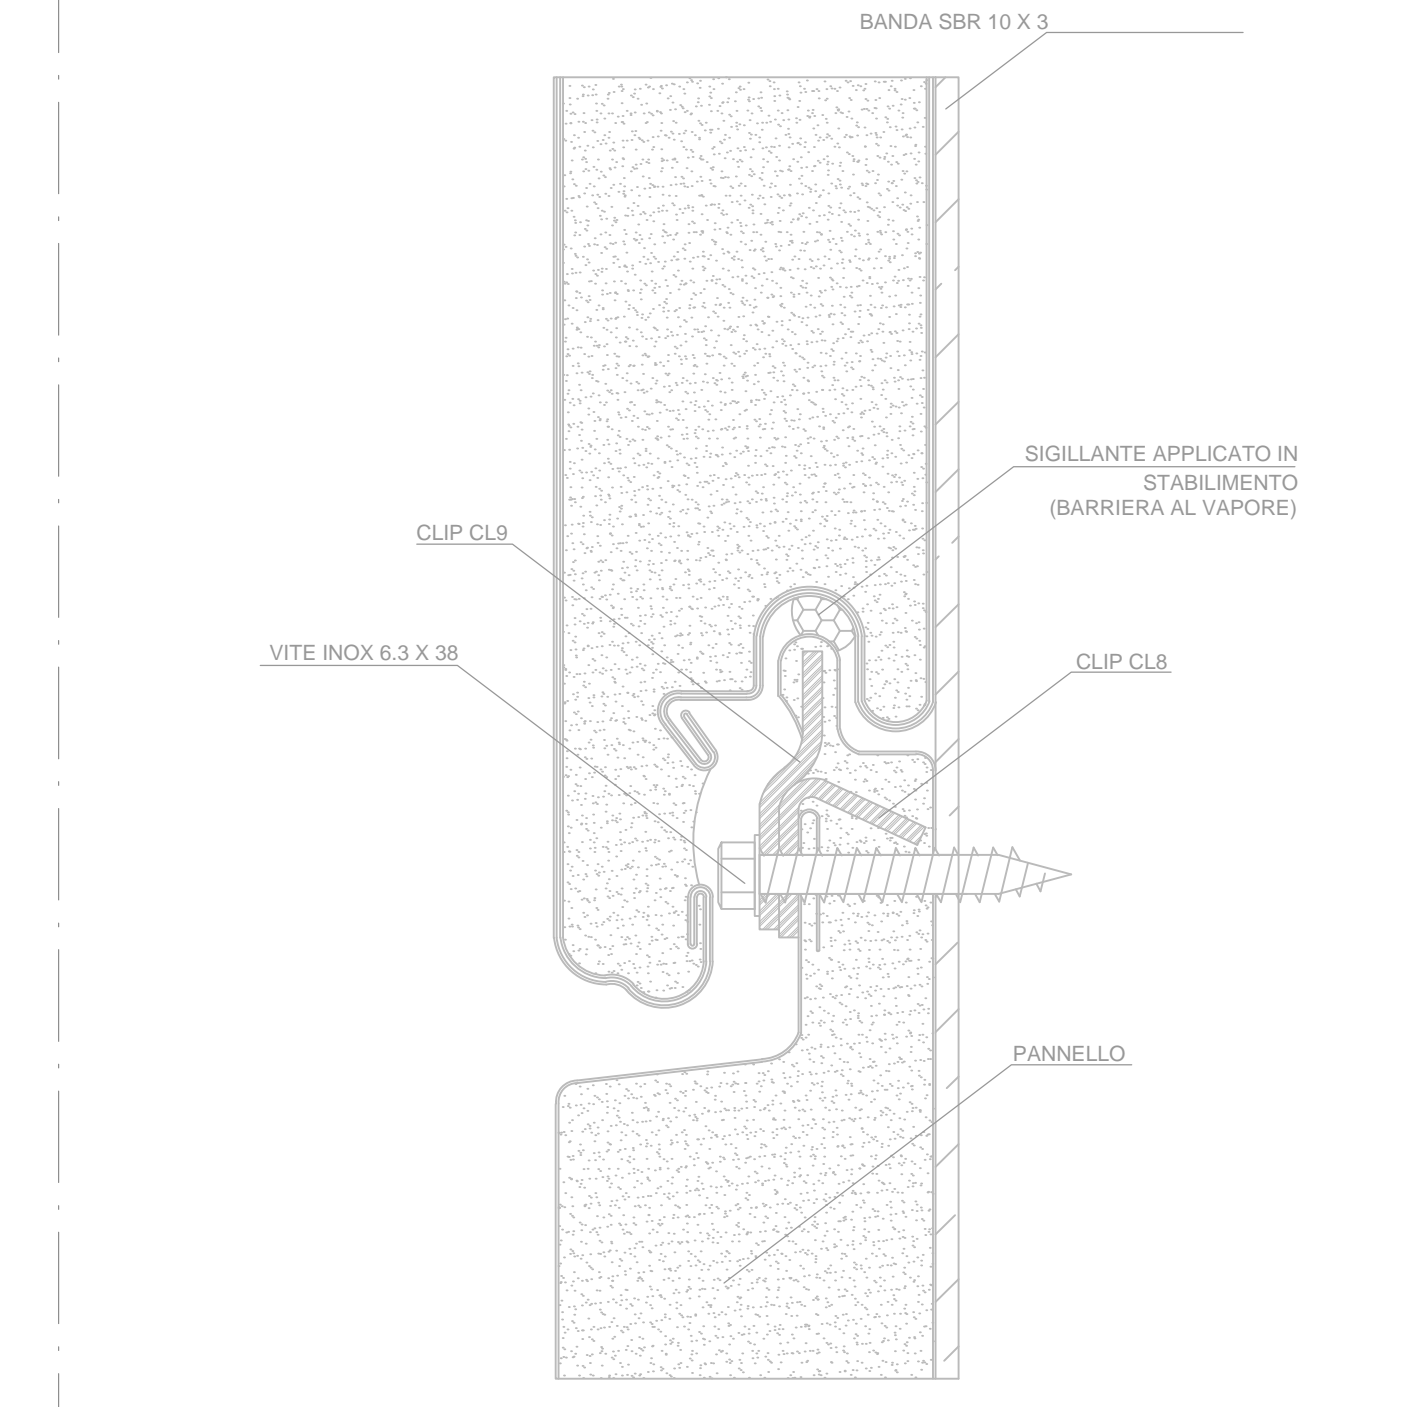 BANDA SBR 10 X 3
SIGILLANTE APPLICATO IN
STABILIMENTO
(BARRIERA AL VAPORE)
CLIP CL9
VITE INOX 6.3 X 38
CLIP CL8
PANNELLO